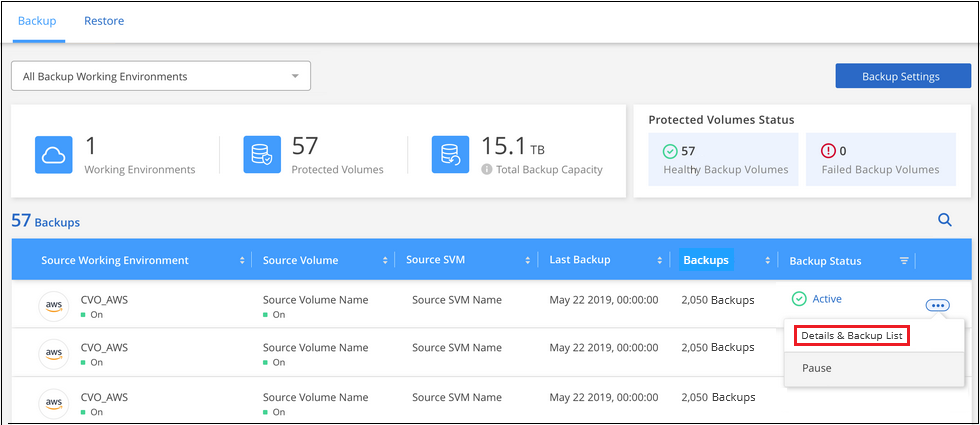 Backup Restore
All Backup Working Environments
Backup Settings
1
Working Environments
57
Protected Volumes
15.1 TB
Total Backup Capacity
Protected Volumes Status
57
Healthy Backup Volumes
0
Failed Backup Volumes
57 Backups
Source Working Environment Source Volume Source SVM Last Backup Backups Backup Status
aws CVO_AWS Source Volume Name Source SVM Name May 22 2019, 00:00:00 2,050 Backups Active
On On
Details & Backup List
aws CVO_AWS Source Volume Name Source SVM Name May 22 2019, 00:00:00 2,050 Backups
On On
Pause
aws CVO_AWS Source Volume Name Source SVM Name May 22 2019, 00:00:00 2,050 Backups
On On